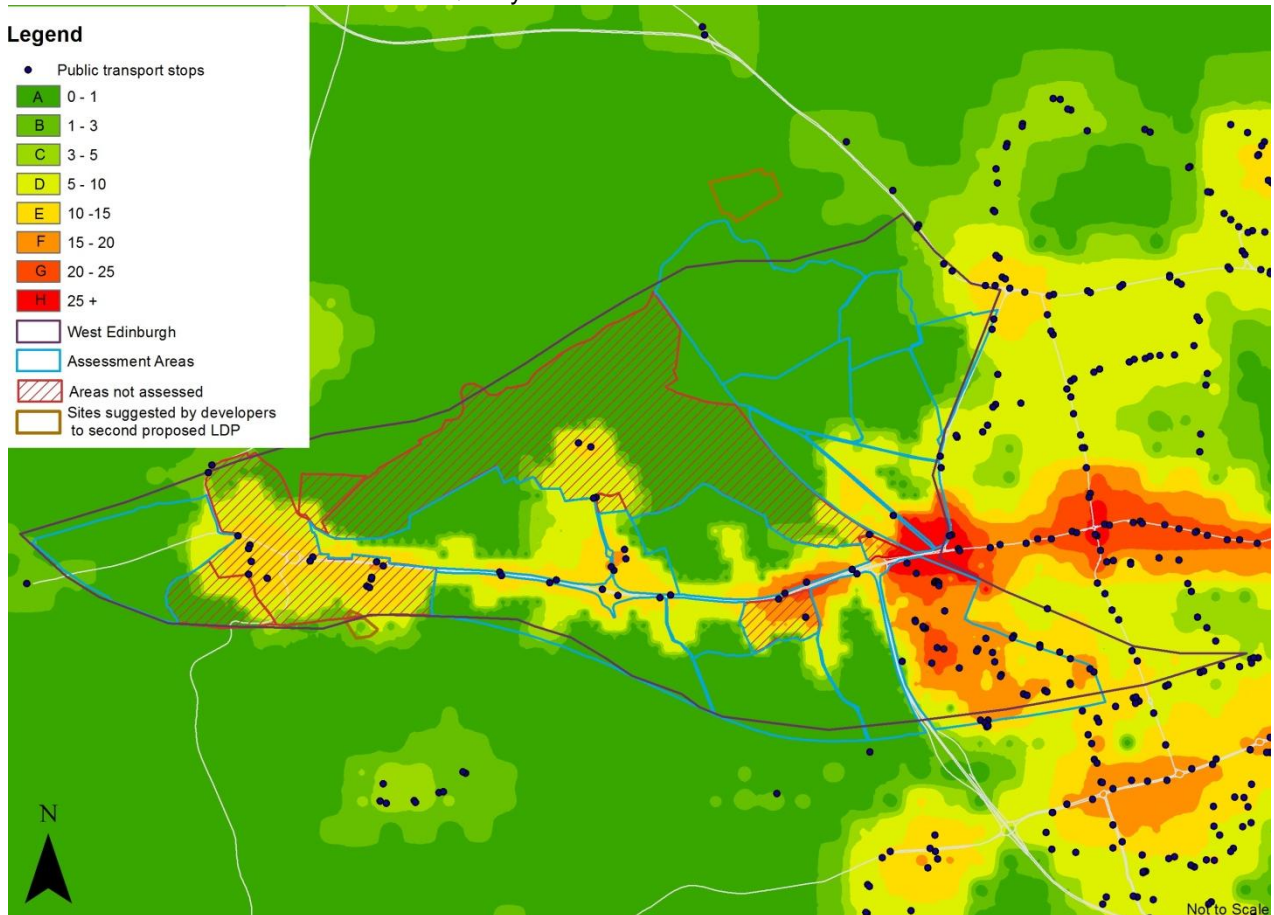 Legend
Public transport stops
A 0 - 1
B 1 - 3
C 3 - 5
D 5 - 10
E 10 -15
F 15 - 20
G 20 - 25
H 25 +
West Edinburgh
Assessment Areas
Areas not assessed
Sites suggested by developers
to second proposed LDP
N
Not to Scale